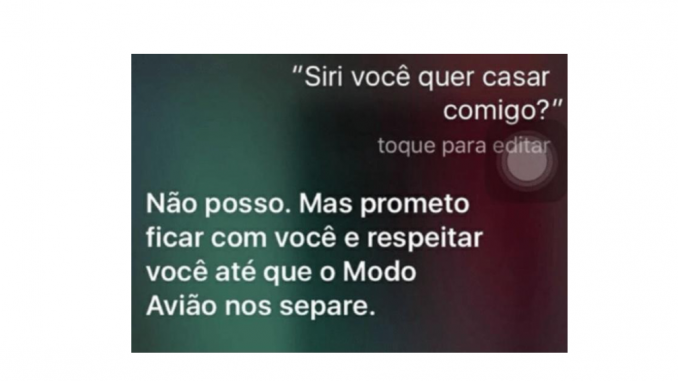 “Siri você quer casar
comigo?”
toque para editar
Não posso. Mas prometo
ficar com você e respeitar
você até que o Modo
Avião nos separe.